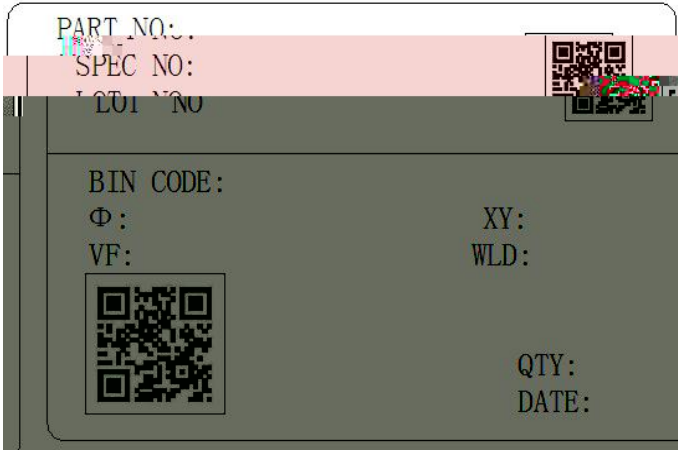 PART NO:
SPEC NO:
LOT NO
BIN CODE:
Φ: XY:
VF: WLD:
QTY:
DATE: